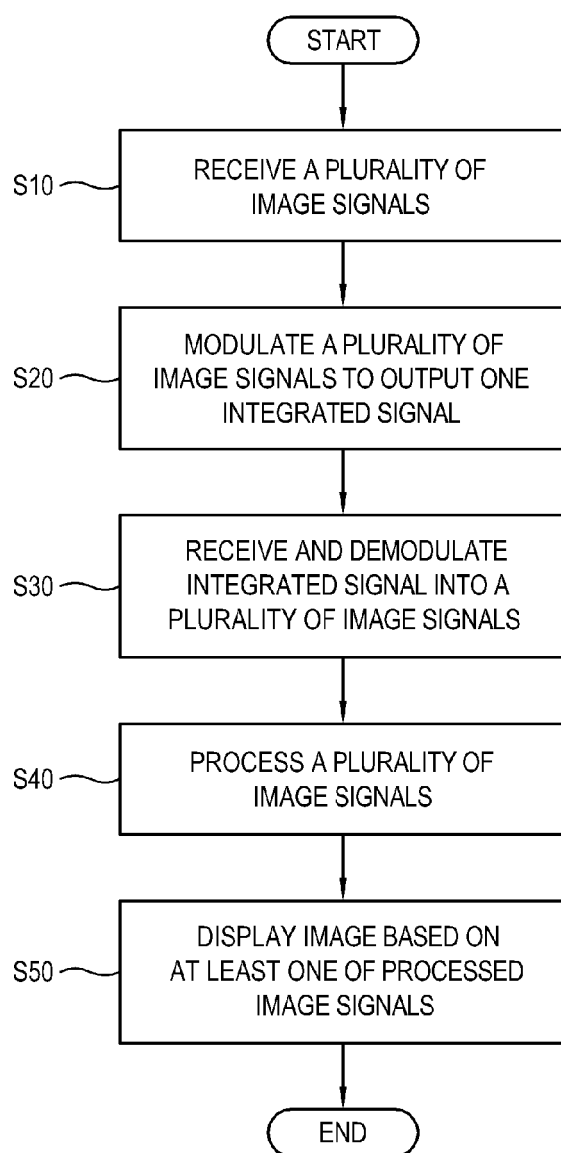 START
S10
RECEIVE A PLURALITY OF
IMAGE SIGNALS
S20
MODULATE A PLURALITY OF
IMAGE SIGNALS TO OUTPUT ONE
INTEGRATED SIGNAL
S30
RECEIVE AND DEMODULATE
INTEGRATED SIGNAL INTO A
PLURALITY OF IMAGE SIGNALS
S40
PROCESS A PLURALITY OF
IMAGE SIGNALS
S50
DISPLAY IMAGE BASED ON
AT LEAST ONE OF PROCESSED
IMAGE SIGNALS
END